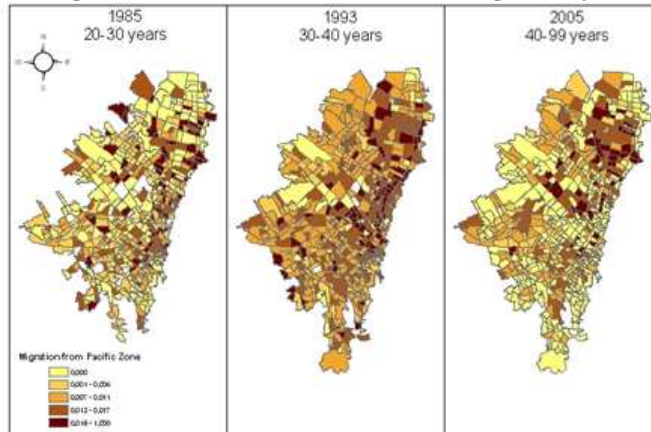 1985
20-30 years
1993
30-40 years
2005
40-99 years
N
S
Migration from Pacific Zone
0,000
0,001 - 0,006
0,007 - 0,011
0,012 - 0,017
0,018 - 1,000